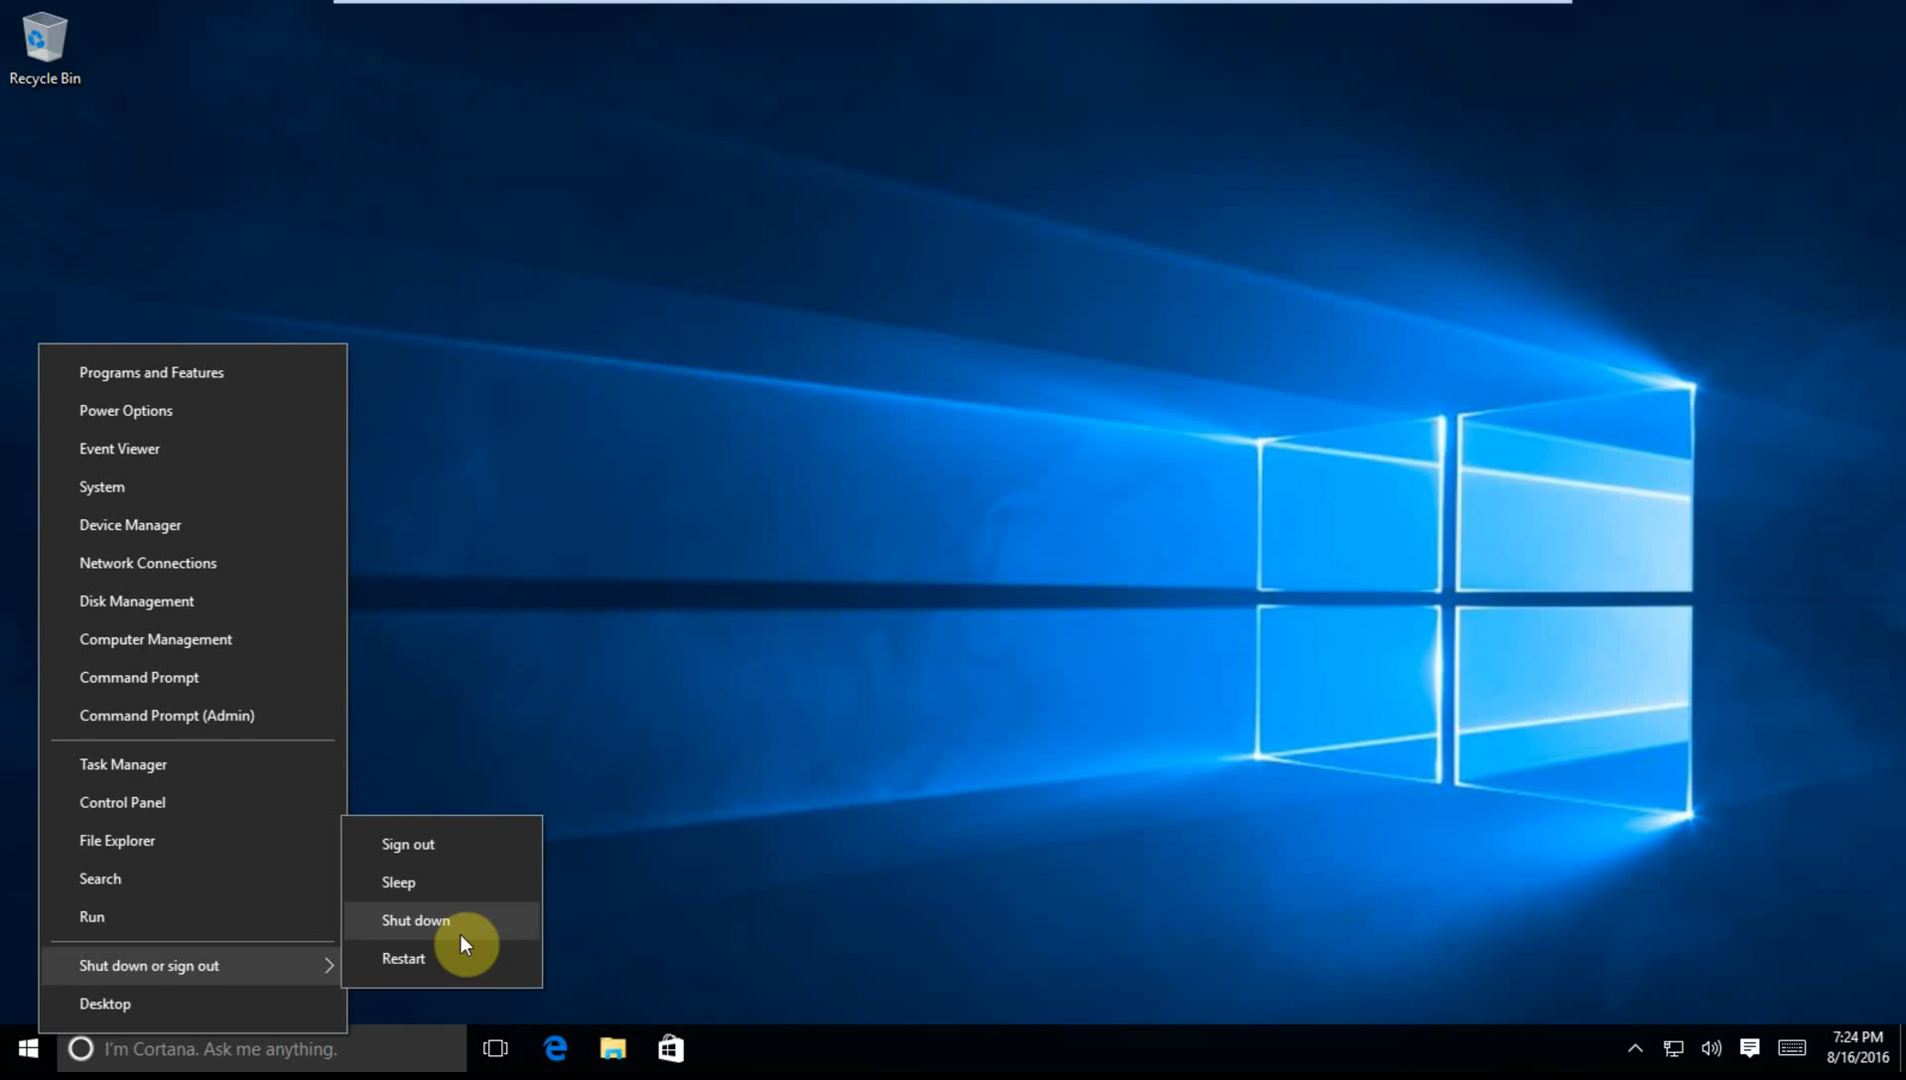 Recycle Bin
Programs and Features
Power Options
Event Viewer
System
Device Manager
Network Connections
Disk Management
Computer Management
Command Prompt
Command Prompt (Admin)
Task Manager
Control Panel
File Explorer
Search
Run
Shut down or sign out
Desktop
Sign out
Sleep
Shut down
Restart
I'm Cortana. Ask me anything.
7:24 PM
8/16/2016